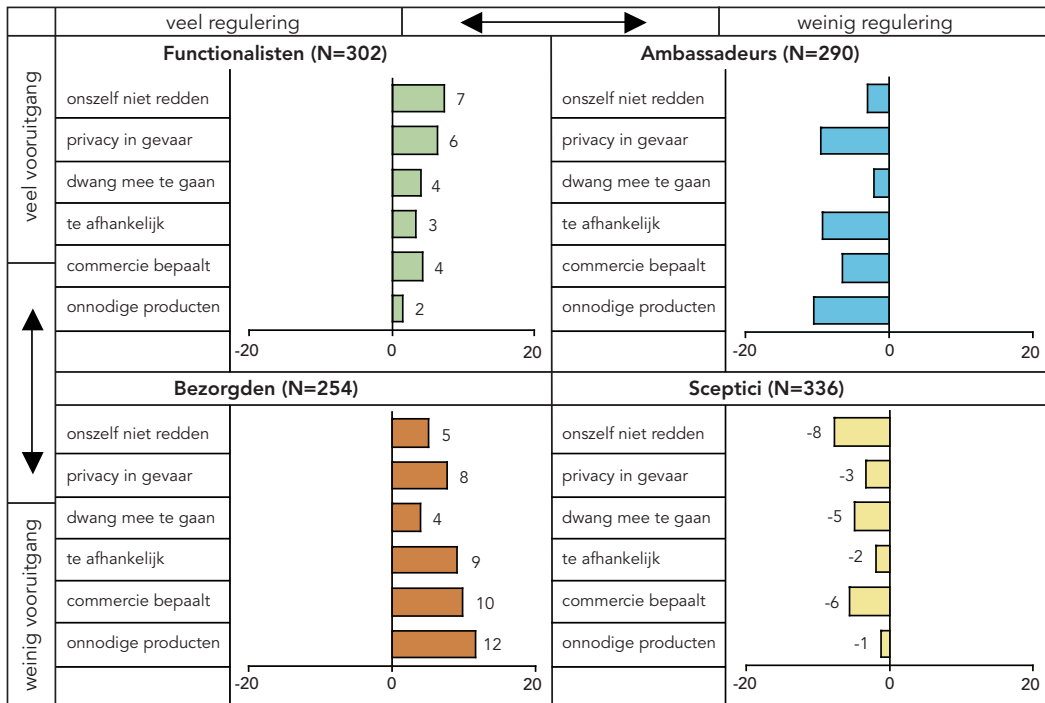 veel regulering
weinig regulering
veel vooruitgang
weinig vooruitgang
Functionalisten (N=302)
onszelf niet redden 7
privacy in gevaar 6
dwang mee te gaan 4
te afhankelijk 3
commercie bepaalt 4
onnodige producten 2
-20 0 20
Ambassadeurs (N=290)
onszelf niet redden
privacy in gevaar
dwang mee te gaan
te afhankelijk
commercie bepaalt
onnodige producten
-20 0 20
Bezorgden (N=254)
onszelf niet redden 5
privacy in gevaar 8
dwang mee te gaan 4
te afhankelijk 9
commercie bepaalt 10
onnodige producten 12
-20 0 20
Sceptici (N=336)
onszelf niet redden -8
privacy in gevaar -3
dwang mee te gaan -5
te afhankelijk -2
commercie bepaalt -6
onnodige producten -1
-20 0 20